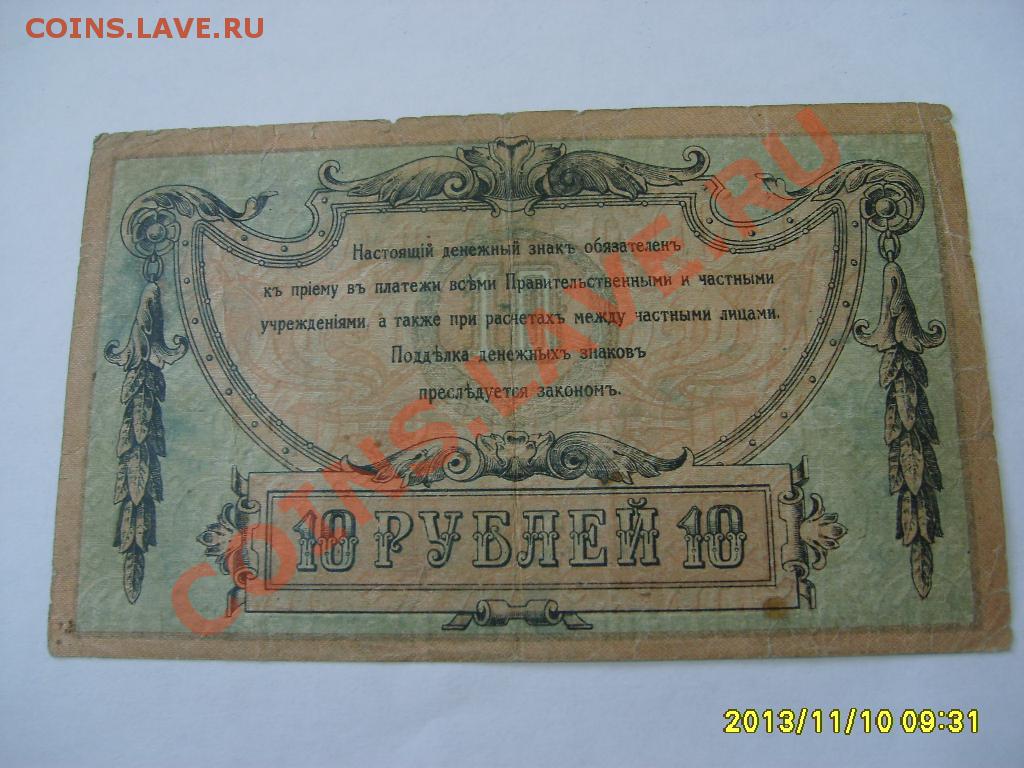 COINS.LAVE.RU
Настоящій денежный знакъ обязателенъ
къ пріему въ платежи всѣми Правительственными и частными
учрежденіями, а также при расчетахъ между частными лицами.
Поддѣлка денежныхъ знаковъ
преслѣдуется закономъ.
10
COINS.LAVE.RU
10 РУБЛЕЙ 10
2013/11/10 09:31